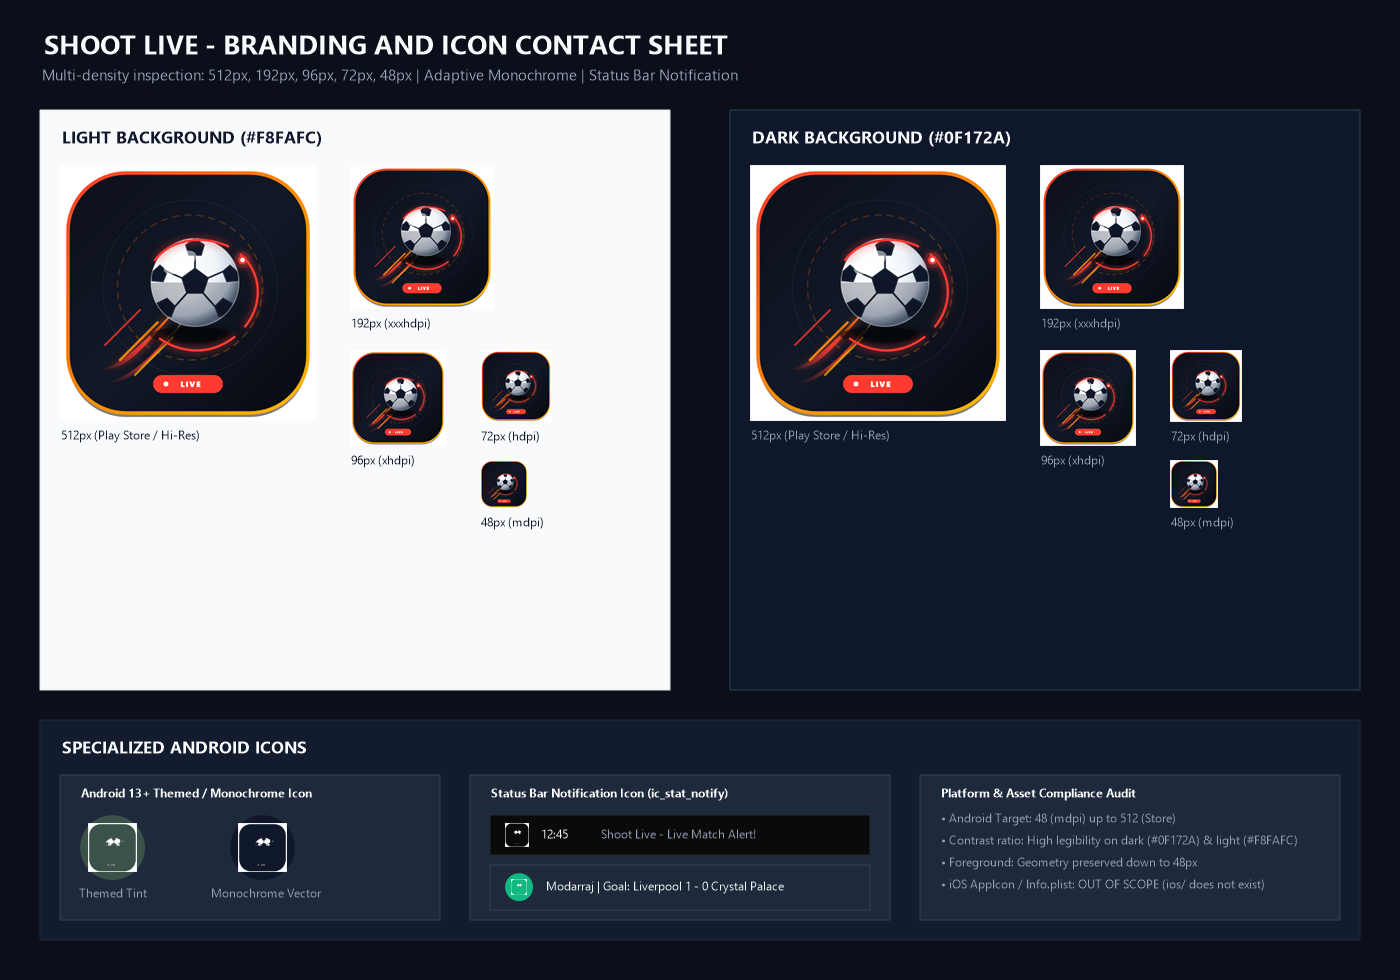 SHOOT LIVE - BRANDING AND ICON CONTACT SHEET
Multi-density inspection: 512px, 192px, 96px, 72px, 48px | Adaptive Monochrome | Status Bar Notification
LIGHT BACKGROUND (#F8FAFC)
LIVE
512px (Play Store / Hi-Res)
LIVE
192px (xxxhdpi)
LIVE
96px (xhdpi)
LIVE
72px (hdpi)
48px (mdpi)
DARK BACKGROUND (#0F172A)
LIVE
512px (Play Store / Hi-Res)
LIVE
192px (xxxhdpi)
LIVE
96px (xhdpi)
LIVE
72px (hdpi)
48px (mdpi)
SPECIALIZED ANDROID ICONS
Android 13+ Themed / Monochrome Icon
Themed Tint
Monochrome Vector
Status Bar Notification Icon (ic_stat_notify)
12:45 Shoot Live - Live Match Alert!
Modarraj | Goal: Liverpool 1 - 0 Crystal Palace
Platform & Asset Compliance Audit
• Android Target: 48 (mdpi) up to 512 (Store)
• Contrast ratio: High legibility on dark (#0F172A) & light (#F8FAFC)
• Foreground: Geometry preserved down to 48px
• iOS AppIcon / Info.plist: OUT OF SCOPE (ios/ does not exist)